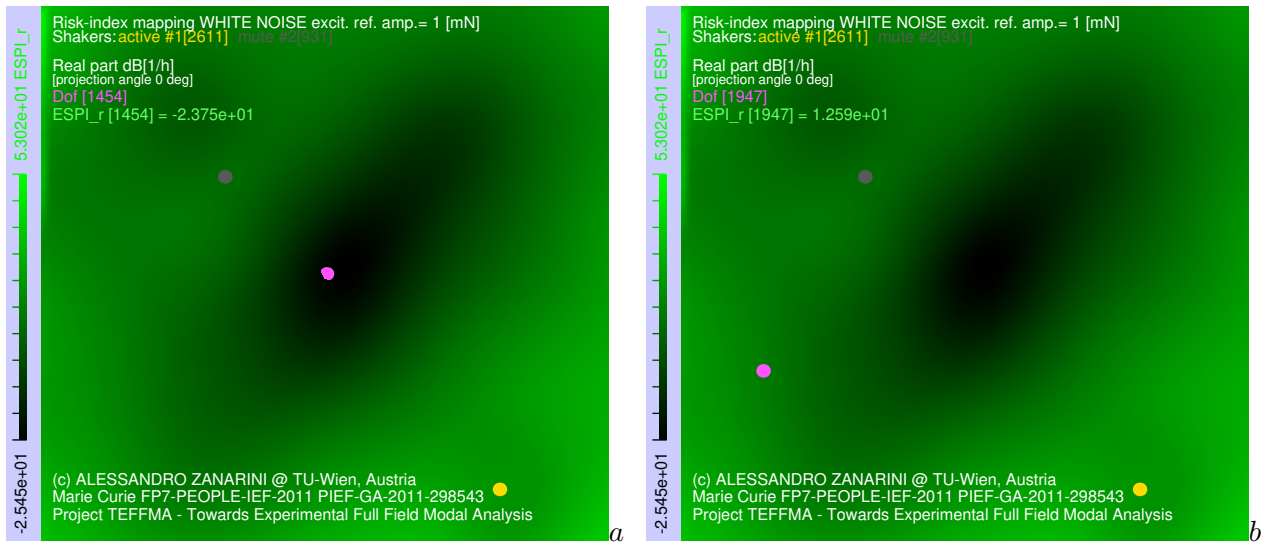 Risk-index mapping WHITE NOISE excit. ref. amp.= 1 [mN]
Shakers:active #1[2611] mute #2[931]
Real part dB[1/h]
[projection angle 0 deg]
Dof [1454]
ESPI_r [1454] = -2.375e+01
5.302e+01 ESPI_r
-2.545e+01
(c) ALESSANDRO ZANARINI @ TU-Wien, Austria
Marie Curie FP7-PEOPLE-IEF-2011 PIEF-GA-2011-298543
Project TEFFMA - Towards Experimental Full Field Modal Analysis
a
Risk-index mapping WHITE NOISE excit. ref. amp.= 1 [mN]
Shakers:active #1[2611] mute #2[931]
Real part dB[1/h]
[projection angle 0 deg]
Dof [1947]
ESPI_r [1947] = 1.259e+01
5.302e+01 ESPI_r
-2.545e+01
(c) ALESSANDRO ZANARINI @ TU-Wien, Austria
Marie Curie FP7-PEOPLE-IEF-2011 PIEF-GA-2011-298543
Project TEFFMA - Towards Experimental Full Field Modal Analysis
b